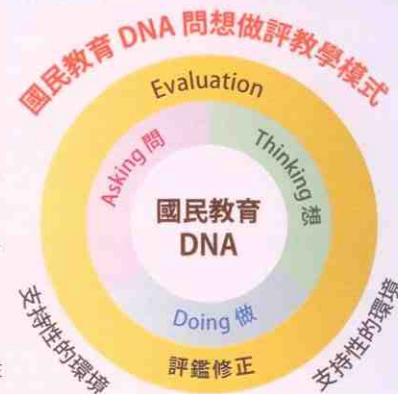 國民教育 DNA 問想做評教學模式
Evaluation
Asking 問
Thinking 想
國民教育
DNA
Doing 做
評鑑修正
支持性的環境
支持性的環境